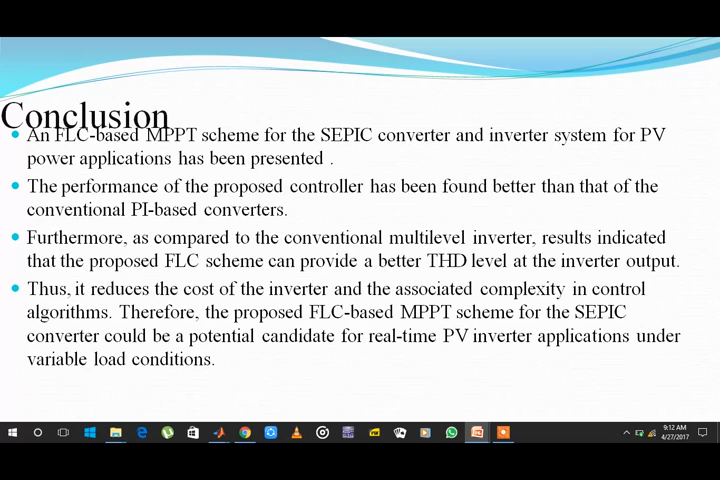 Conclusion
• An FLC-based MPPT scheme for the SEPIC converter and inverter system for PV
power applications has been presented .
• The performance of the proposed controller has been found better than that of the
conventional PI-based converters.
• Furthermore, as compared to the conventional multilevel inverter, results indicated
that the proposed FLC scheme can provide a better THD level at the inverter output.
• Thus, it reduces the cost of the inverter and the associated complexity in control
algorithms. Therefore, the proposed FLC-based MPPT scheme for the SEPIC
converter could be a potential candidate for real-time PV inverter applications under
variable load conditions.
9:12 AM
4/27/2017